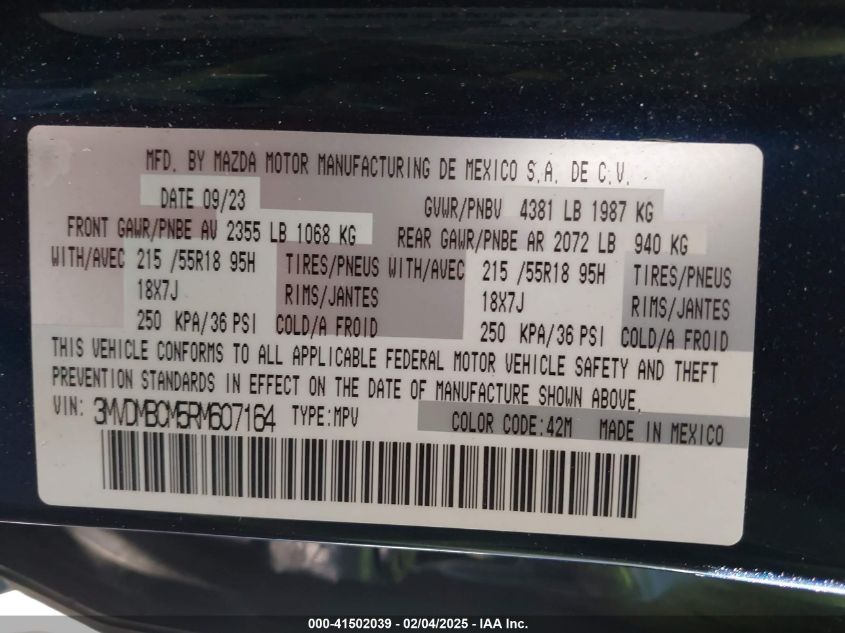 MFD. BY MAZDA MOTOR MANUFACTURING DE MEXICO S.A. DE C.V.
DATE 09/23 GVWR/PNBV 4381 LB 1987 KG
FRONT GAWR/PNBE AV 2355 LB 1068 KG REAR GAWR/PNBE AR 2072 LB 940 KG
WITH/AVEC 215 /55R18 95H TIRES/PNEUS WITH/AVEC 215 /55R18 95H TIRES/PNEUS
18X7J RIMS/JANTES 18X7J RIMS/JANTES
250 KPA/36 PSI COLD/A FROID 250 KPA/36 PSI COLD/A FROID
THIS VEHICLE CONFORMS TO ALL APPLICABLE FEDERAL MOTOR VEHICLE SAFETY AND THEFT
PREVENTION STANDARDS IN EFFECT ON THE DATE OF MANUFACTURE SHOWN ABOVE.
VIN: 3MVDMBCM5RM607164 TYPE:MPV COLOR CODE:42M MADE IN MEXICO
000-41502039 - 02/04/2025 - IAAI.com